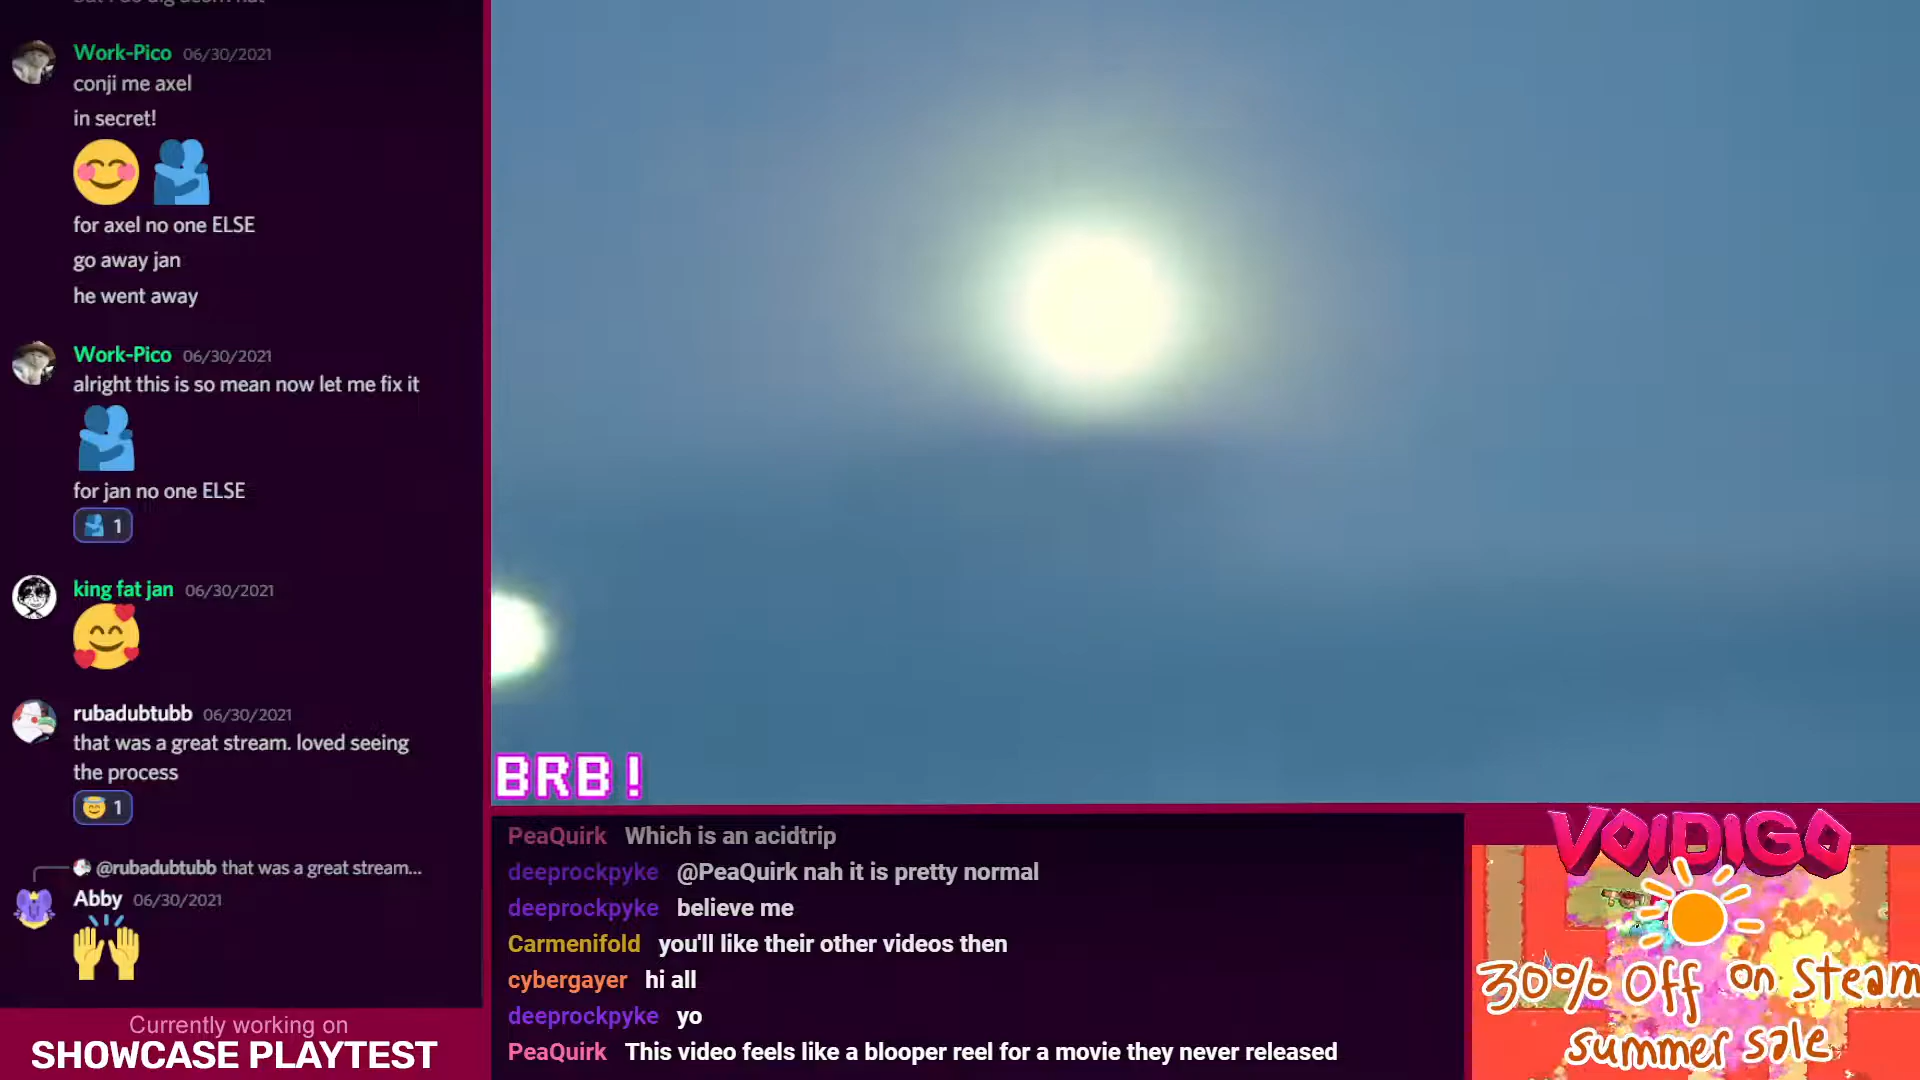 Work-Pico 06/30/2021
conji me axel
in secret!
for axel no one ELSE
go away jan
he went away
Work-Pico 06/30/2021
alright this is so mean now let me fix it
for jan no one ELSE
1
king fat jan 06/30/2021
rubadubtubb 06/30/2021
that was a great stream. loved seeing
the process
1
@rubadubtubb that was a great stream...
Abby 06/30/2021
Currently working on
SHOWCASE PLAYTEST
BRB!
PeaQuirk Which is an acidtrip
deeprockpyke @PeaQuirk nah it is pretty normal
deeprockpyke believe me
Carmenifold you'll like their other videos then
cybergayer hi all
deeprockpyke yo
PeaQuirk This video feels like a blooper reel for a movie they never released
VOIDIGO
30% Off on Steam
summer sale